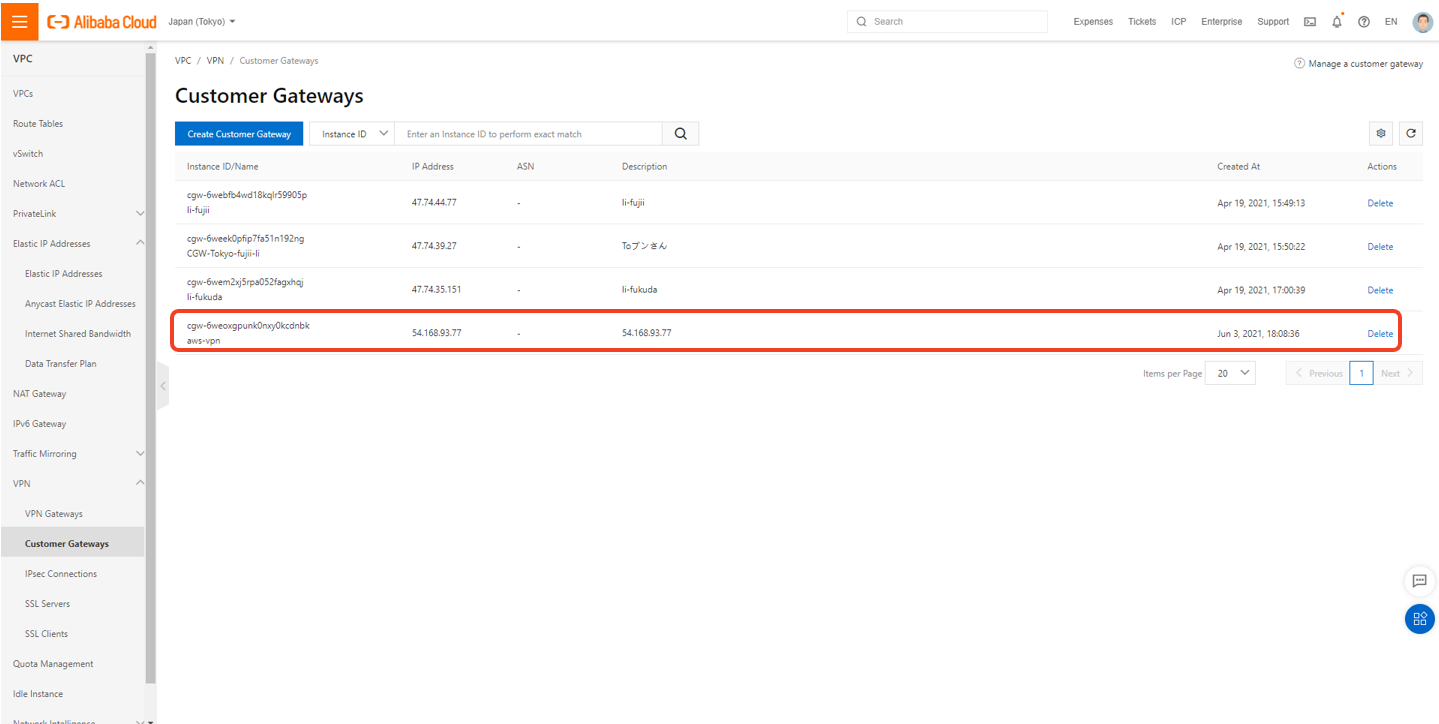 Alibaba Cloud
Japan (Tokyo)
Search
Expenses
Tickets
ICP
Enterprise
Support
EN
VPC
VPCs
Route Tables
vSwitch
Network ACL
PrivateLink
Elastic IP Addresses
Elastic IP Addresses
Anycast Elastic IP Addresses
Internet Shared Bandwidth
Data Transfer Plan
NAT Gateway
IPv6 Gateway
Traffic Mirroring
VPN
VPN Gateways
Customer Gateways
IPsec Connections
SSL Servers
SSL Clients
Quota Management
Idle Instance
Network Intelligence
VPC / VPN / Customer Gateways
Manage a customer gateway
Customer Gateways
Create Customer Gateway
Instance ID
Enter an Instance ID to perform exact match
Instance ID/Name IP Address ASN Description Created At Actions
cgw-6webfb4wd18kqlr59905p
li-fujii
47.74.44.77 - li-fujii Apr 19, 2021, 15:49:13 Delete
cgw-6week0pfip7fa51n192ng
CGW-Tokyo-fujii-li
47.74.39.27 - Toブンさん Apr 19, 2021, 15:50:22 Delete
cgw-6wem2xj5rpa052fagxhqj
li-fukuda
47.74.35.151 - li-fukuda Apr 19, 2021, 17:00:39 Delete
cgw-6weoxgpunk0nxy0kcdnbk
aws-vpn
54.168.93.77 - 54.168.93.77 Jun 3, 2021, 18:08:36 Delete
Items per Page 20 Previous 1 Next